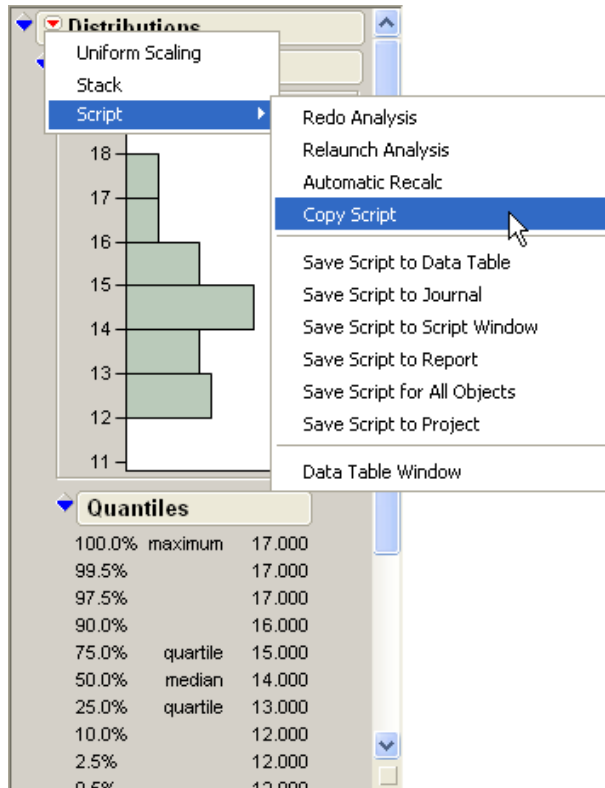 Distributions
Uniform Scaling
Stack
Script
Redo Analysis
Relaunch Analysis
Automatic Recalc
Copy Script
Save Script to Data Table
Save Script to Journal
Save Script to Script Window
Save Script to Report
Save Script for All Objects
Save Script to Project
Data Table Window
18
17
16
15
14
13
12
11
Quantiles
100.0% maximum 17.000
99.5% 17.000
97.5% 17.000
90.0% 16.000
75.0% quartile 15.000
50.0% median 14.000
25.0% quartile 13.000
10.0% 12.000
2.5% 12.000
0.5% 12.000